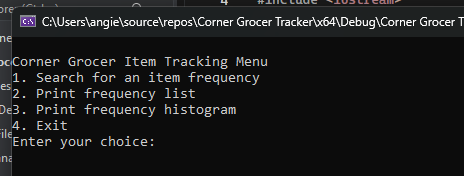 4 #include <iostream>
C:\Users\angie\source\repos\Corner Grocer Tracker\x64\Debug\Corner Grocer T
Corner Grocer Item Tracking Menu
1. Search for an item frequency
2. Print frequency list
3. Print frequency histogram
4. Exit
Enter your choice: